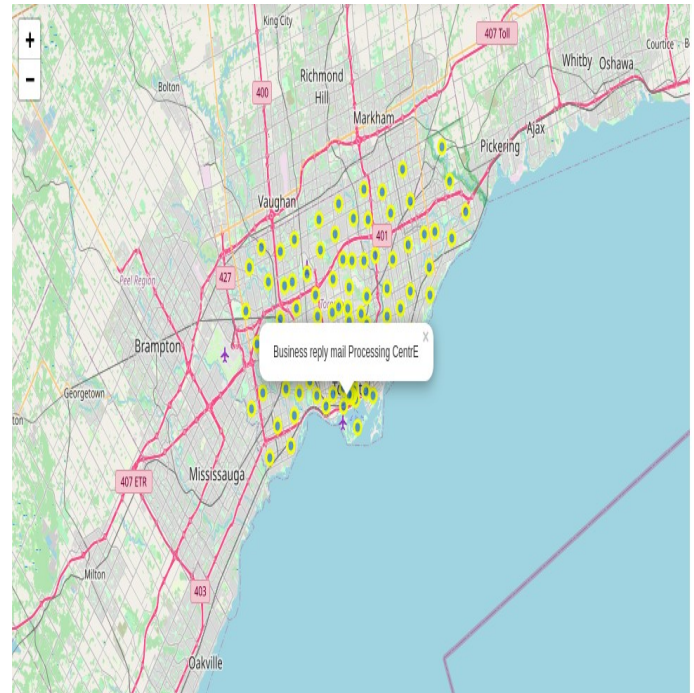 King City
407 Toll
Courtice
B
+
−
Bolton
400
Richmond
Hill
Whitby
Oshawa
Markham
Ajax
Pickering
Vaughan
401
427
Peel Region
Brampton
×
Business reply mail Processing CentrE
Georgetown
ton
407 ETR
Mississauga
Milton
403
Oakville